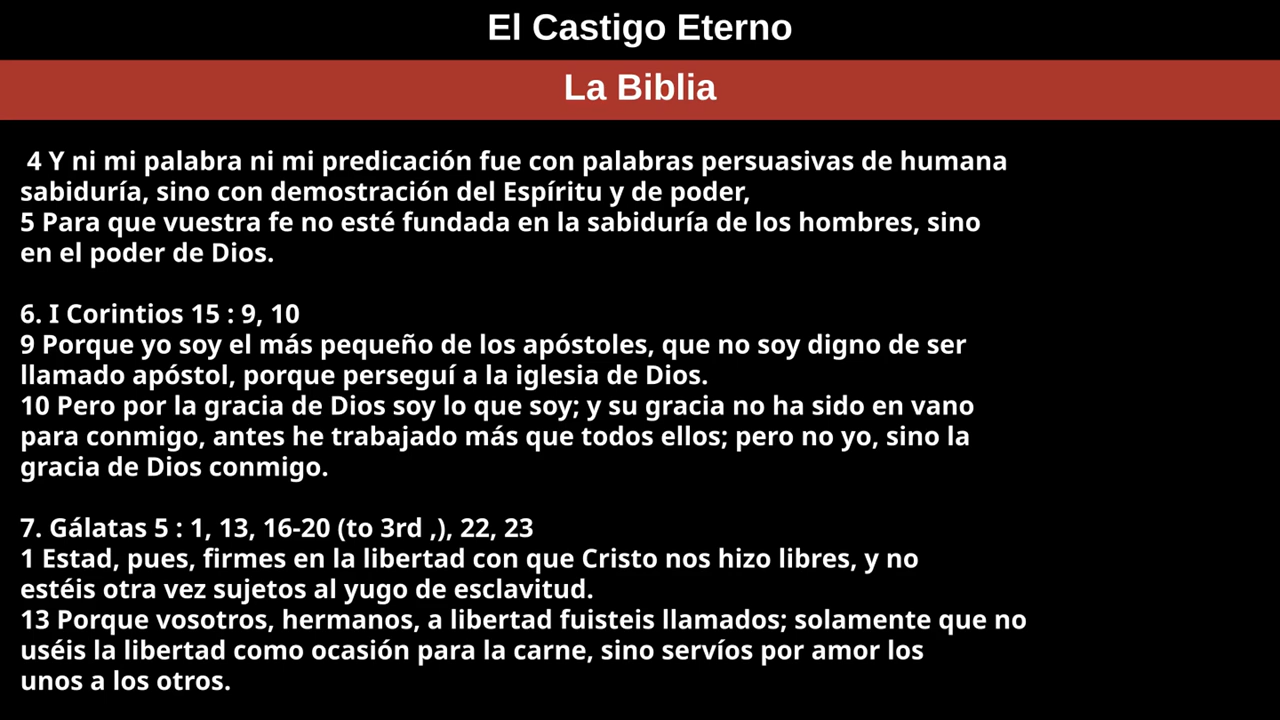 El Castigo Eterno
La Biblia
4 Y ni mi palabra ni mi predicación fue con palabras persuasivas de humana
sabiduría, sino con demostración del Espíritu y de poder,
5 Para que vuestra fe no esté fundada en la sabiduría de los hombres, sino
en el poder de Dios.
6. I Corintios 15 : 9, 10
9 Porque yo soy el más pequeño de los apóstoles, que no soy digno de ser
llamado apóstol, porque perseguí a la iglesia de Dios.
10 Pero por la gracia de Dios soy lo que soy; y su gracia no ha sido en vano
para conmigo, antes he trabajado más que todos ellos; pero no yo, sino la
gracia de Dios conmigo.
7. Gálatas 5 : 1, 13, 16-20 (to 3rd ,), 22, 23
1 Estad, pues, firmes en la libertad con que Cristo nos hizo libres, y no
estéis otra vez sujetos al yugo de esclavitud.
13 Porque vosotros, hermanos, a libertad fuisteis llamados; solamente que no
uséis la libertad como ocasión para la carne, sino servíos por amor los
unos a los otros.